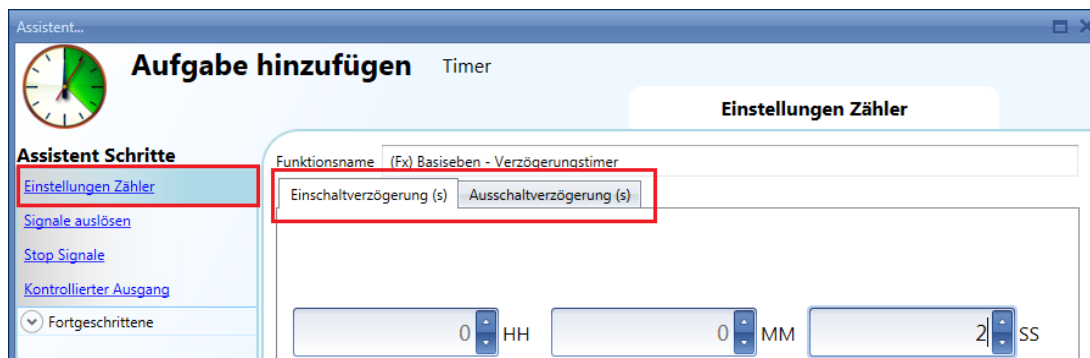 Assistent...
Aufgabe hinzufügen Timer
Einstellungen Zähler
Assistent Schritte
Einstellungen Zähler
Signale auslösen
Stop Signale
Kontrollierter Ausgang
Fortgeschrittene
Funktionsname (Fx) Basiseben - Verzögerungstimer
Einschaltverzögerung (s) Ausschaltverzögerung (s)
0 HH 0 MM 2 SS